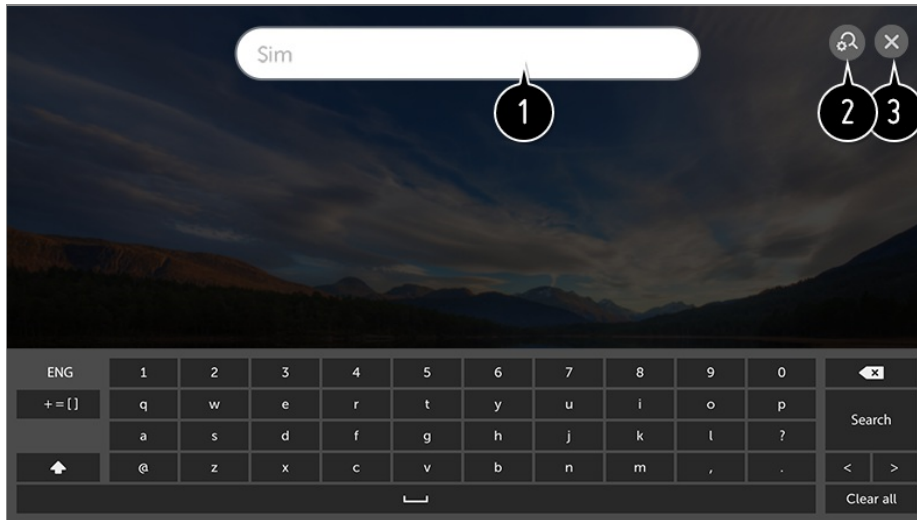 Sim
1
2 3
ENG 1 2 3 4 5 6 7 8 9 0
+=[] q w e r t y u i o p
Search
a s d f g h j k l ?
@ z x c v b n m , . < >
Clear all